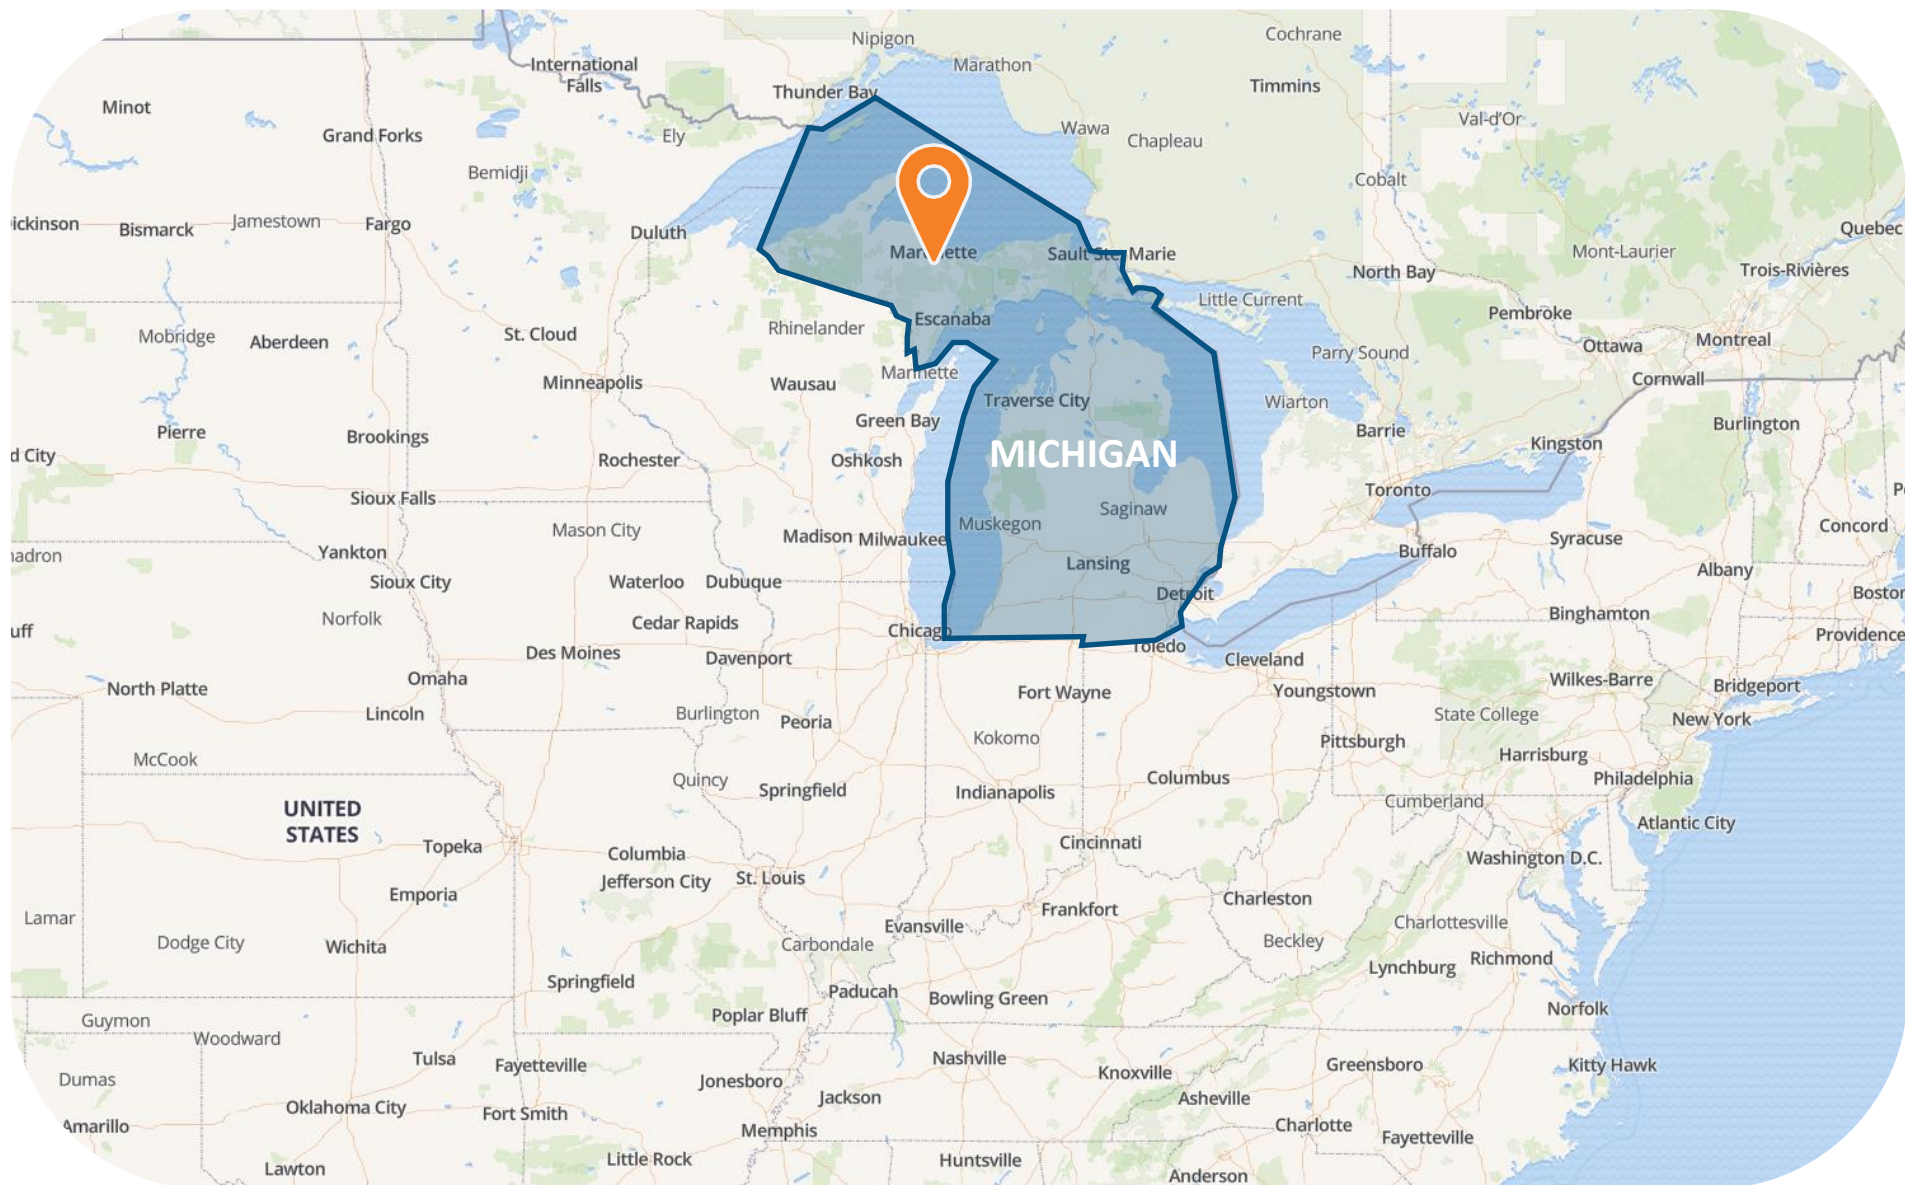 Nipigon
Cochrane
International
Falls
Marathon
Timmins
Thunder Bay
Minot
Val-d'Or
Wawa
Grand Forks
Ely
Chapleau
Bemidji
Cobalt
Jamestown
Fargo
Bismarck
Duluth
Quebec
Marquette
Sault Ste. Marie
Mont-Laurier
North Bay
Trois-Rivières
Little Current
Pembroke
Escanaba
Rhinelander
Mobridge
Aberdeen
St. Cloud
Montreal
Ottawa
Parry Sound
Marinette
Cornwall
Minneapolis
Wausau
Traverse City
Wiarton
Green Bay
Burlington
Pierre
Brookings
Barrie
Kingston
MICHIGAN
d City
Rochester
Oshkosh
Toronto
Sioux Falls
Saginaw
Muskegon
Concord
Mason City
Madison
Milwaukee
Syracuse
Yankton
Buffalo
adron
Lansing
Albany
Sioux City
Waterloo
Dubuque
Detroit
Boston
Norfolk
Cedar Rapids
Binghamton
uff
Chicago
Providence
Des Moines
Davenport
Toledo
Cleveland
Omaha
Wilkes-Barre
North Platte
Fort Wayne
Youngstown
Bridgeport
Lincoln
Burlington
Peoria
State College
New York
Kokomo
Pittsburgh
McCook
Harrisburg
Quincy
Springfield
Indianapolis
Columbus
Philadelphia
UNITED
STATES
Cumberland
Atlantic City
Topeka
Columbia
Cincinnati
Washington D.C.
Jefferson City
St. Louis
Emporia
Charleston
Lamar
Frankfort
Charlottesville
Dodge City
Wichita
Carbondale
Evansville
Beckley
Richmond
Lynchburg
Springfield
Paducah
Bowling Green
Norfolk
Guymon
Poplar Bluff
Woodward
Tulsa
Fayetteville
Nashville
Knoxville
Greensboro
Kitty Hawk
Dumas
Jonesboro
Jackson
Asheville
Oklahoma City
Fort Smith
Amarillo
Memphis
Charlotte
Fayetteville
Lawton
Little Rock
Huntsville
Anderson